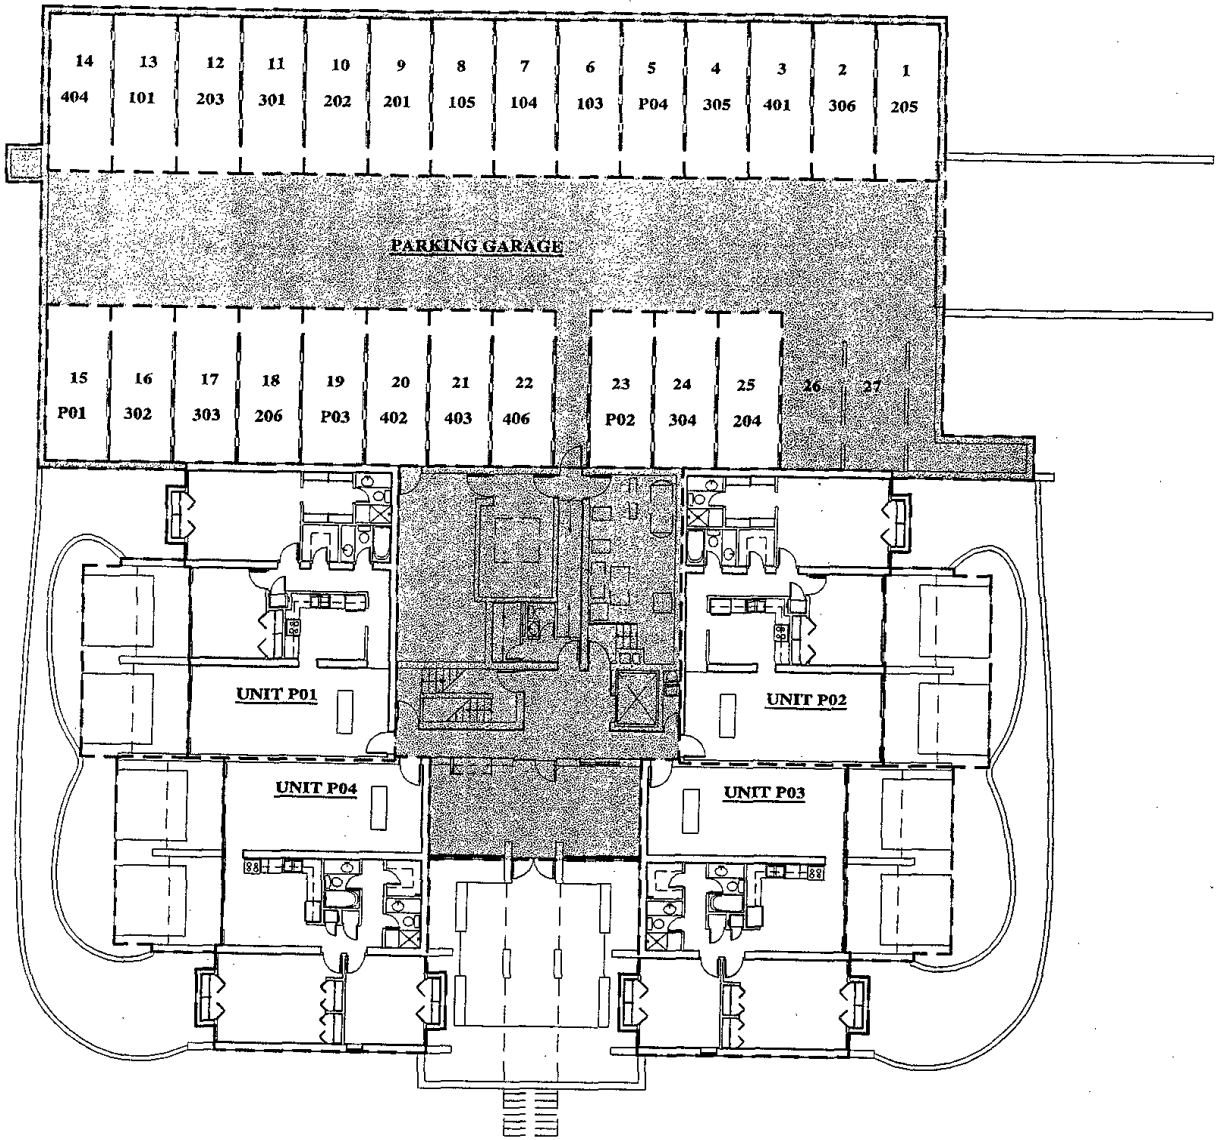 14 13 12 11 10 9 8 7 6 5 4 3 2 1
404 101 203 301 202 201 105 104 103 P04 305 401 306 205
PARKING GARAGE
15 16 17 18 19 20 21 22 23 24 25 26 27
P01 302 303 206 P03 402 403 406 P02 304 204
UNIT P01 UNIT P02
UNIT P04 UNIT P03